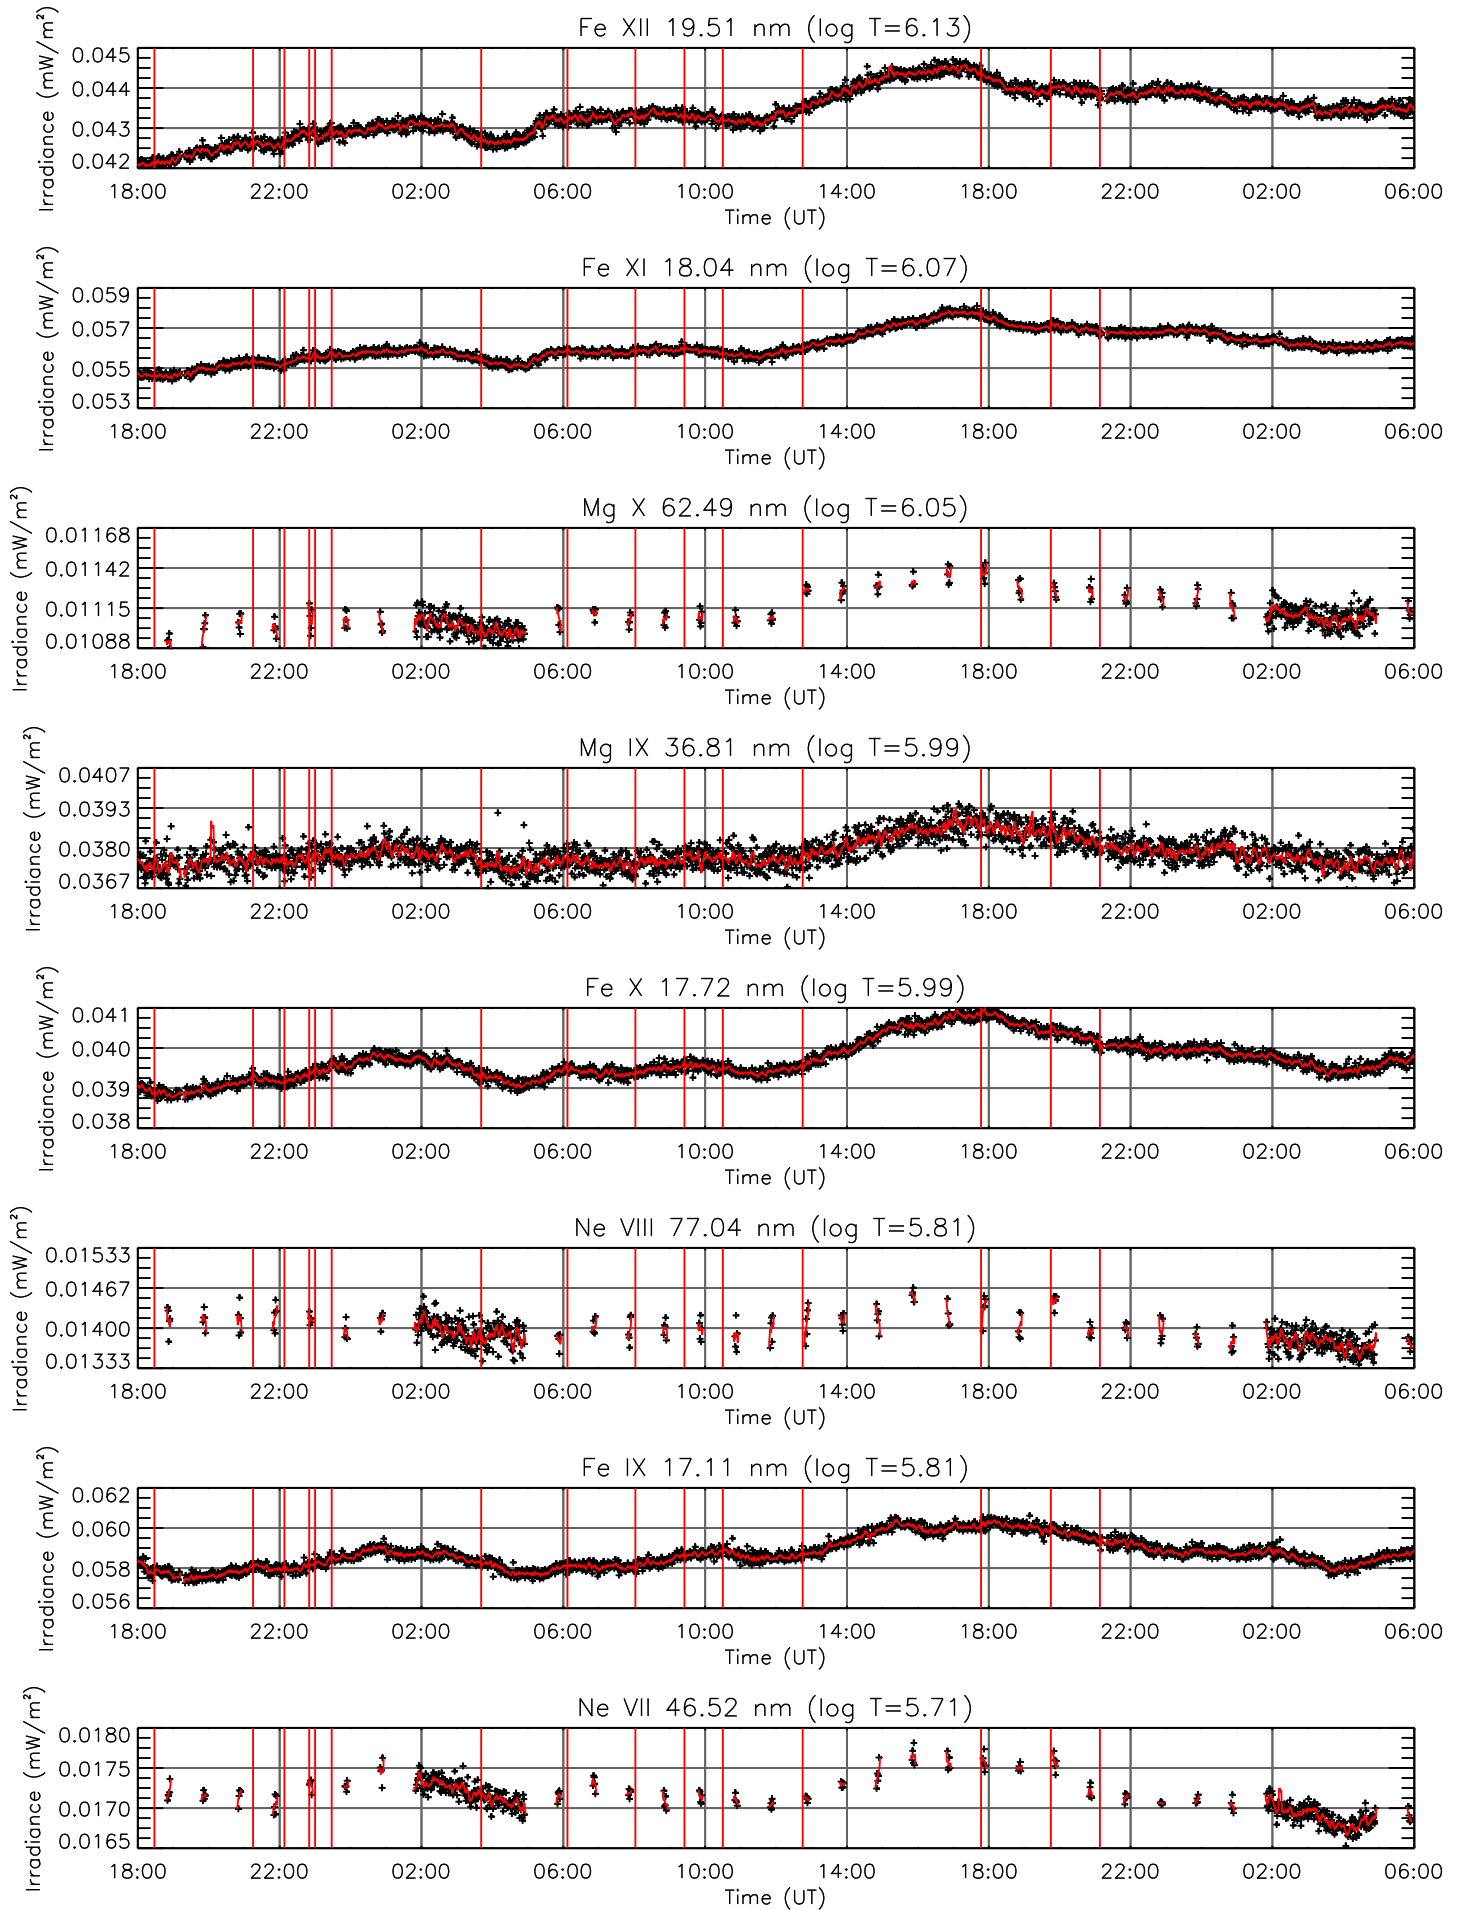 Fe XII 19.51 nm (log T=6.13)
Irradiance (mW/m²)
0.045
0.044
0.043
0.042
18:00 22:00 02:00 06:00 10:00 14:00 18:00 22:00 02:00 06:00
Time (UT)
Fe XI 18.04 nm (log T=6.07)
Irradiance (mW/m²)
0.059
0.057
0.055
0.053
18:00 22:00 02:00 06:00 10:00 14:00 18:00 22:00 02:00 06:00
Time (UT)
Mg X 62.49 nm (log T=6.05)
Irradiance (mW/m²)
0.01168
0.01142
0.01115
0.01088
18:00 22:00 02:00 06:00 10:00 14:00 18:00 22:00 02:00 06:00
Time (UT)
Mg IX 36.81 nm (log T=5.99)
Irradiance (mW/m²)
0.0407
0.0393
0.0380
0.0367
18:00 22:00 02:00 06:00 10:00 14:00 18:00 22:00 02:00 06:00
Time (UT)
Fe X 17.72 nm (log T=5.99)
Irradiance (mW/m²)
0.041
0.040
0.039
0.038
18:00 22:00 02:00 06:00 10:00 14:00 18:00 22:00 02:00 06:00
Time (UT)
Ne VIII 77.04 nm (log T=5.81)
Irradiance (mW/m²)
0.01533
0.01467
0.01400
0.01333
18:00 22:00 02:00 06:00 10:00 14:00 18:00 22:00 02:00 06:00
Time (UT)
Fe IX 17.11 nm (log T=5.81)
Irradiance (mW/m²)
0.062
0.060
0.058
0.056
18:00 22:00 02:00 06:00 10:00 14:00 18:00 22:00 02:00 06:00
Time (UT)
Ne VII 46.52 nm (log T=5.71)
Irradiance (mW/m²)
0.0180
0.0175
0.0170
0.0165
18:00 22:00 02:00 06:00 10:00 14:00 18:00 22:00 02:00 06:00
Time (UT)